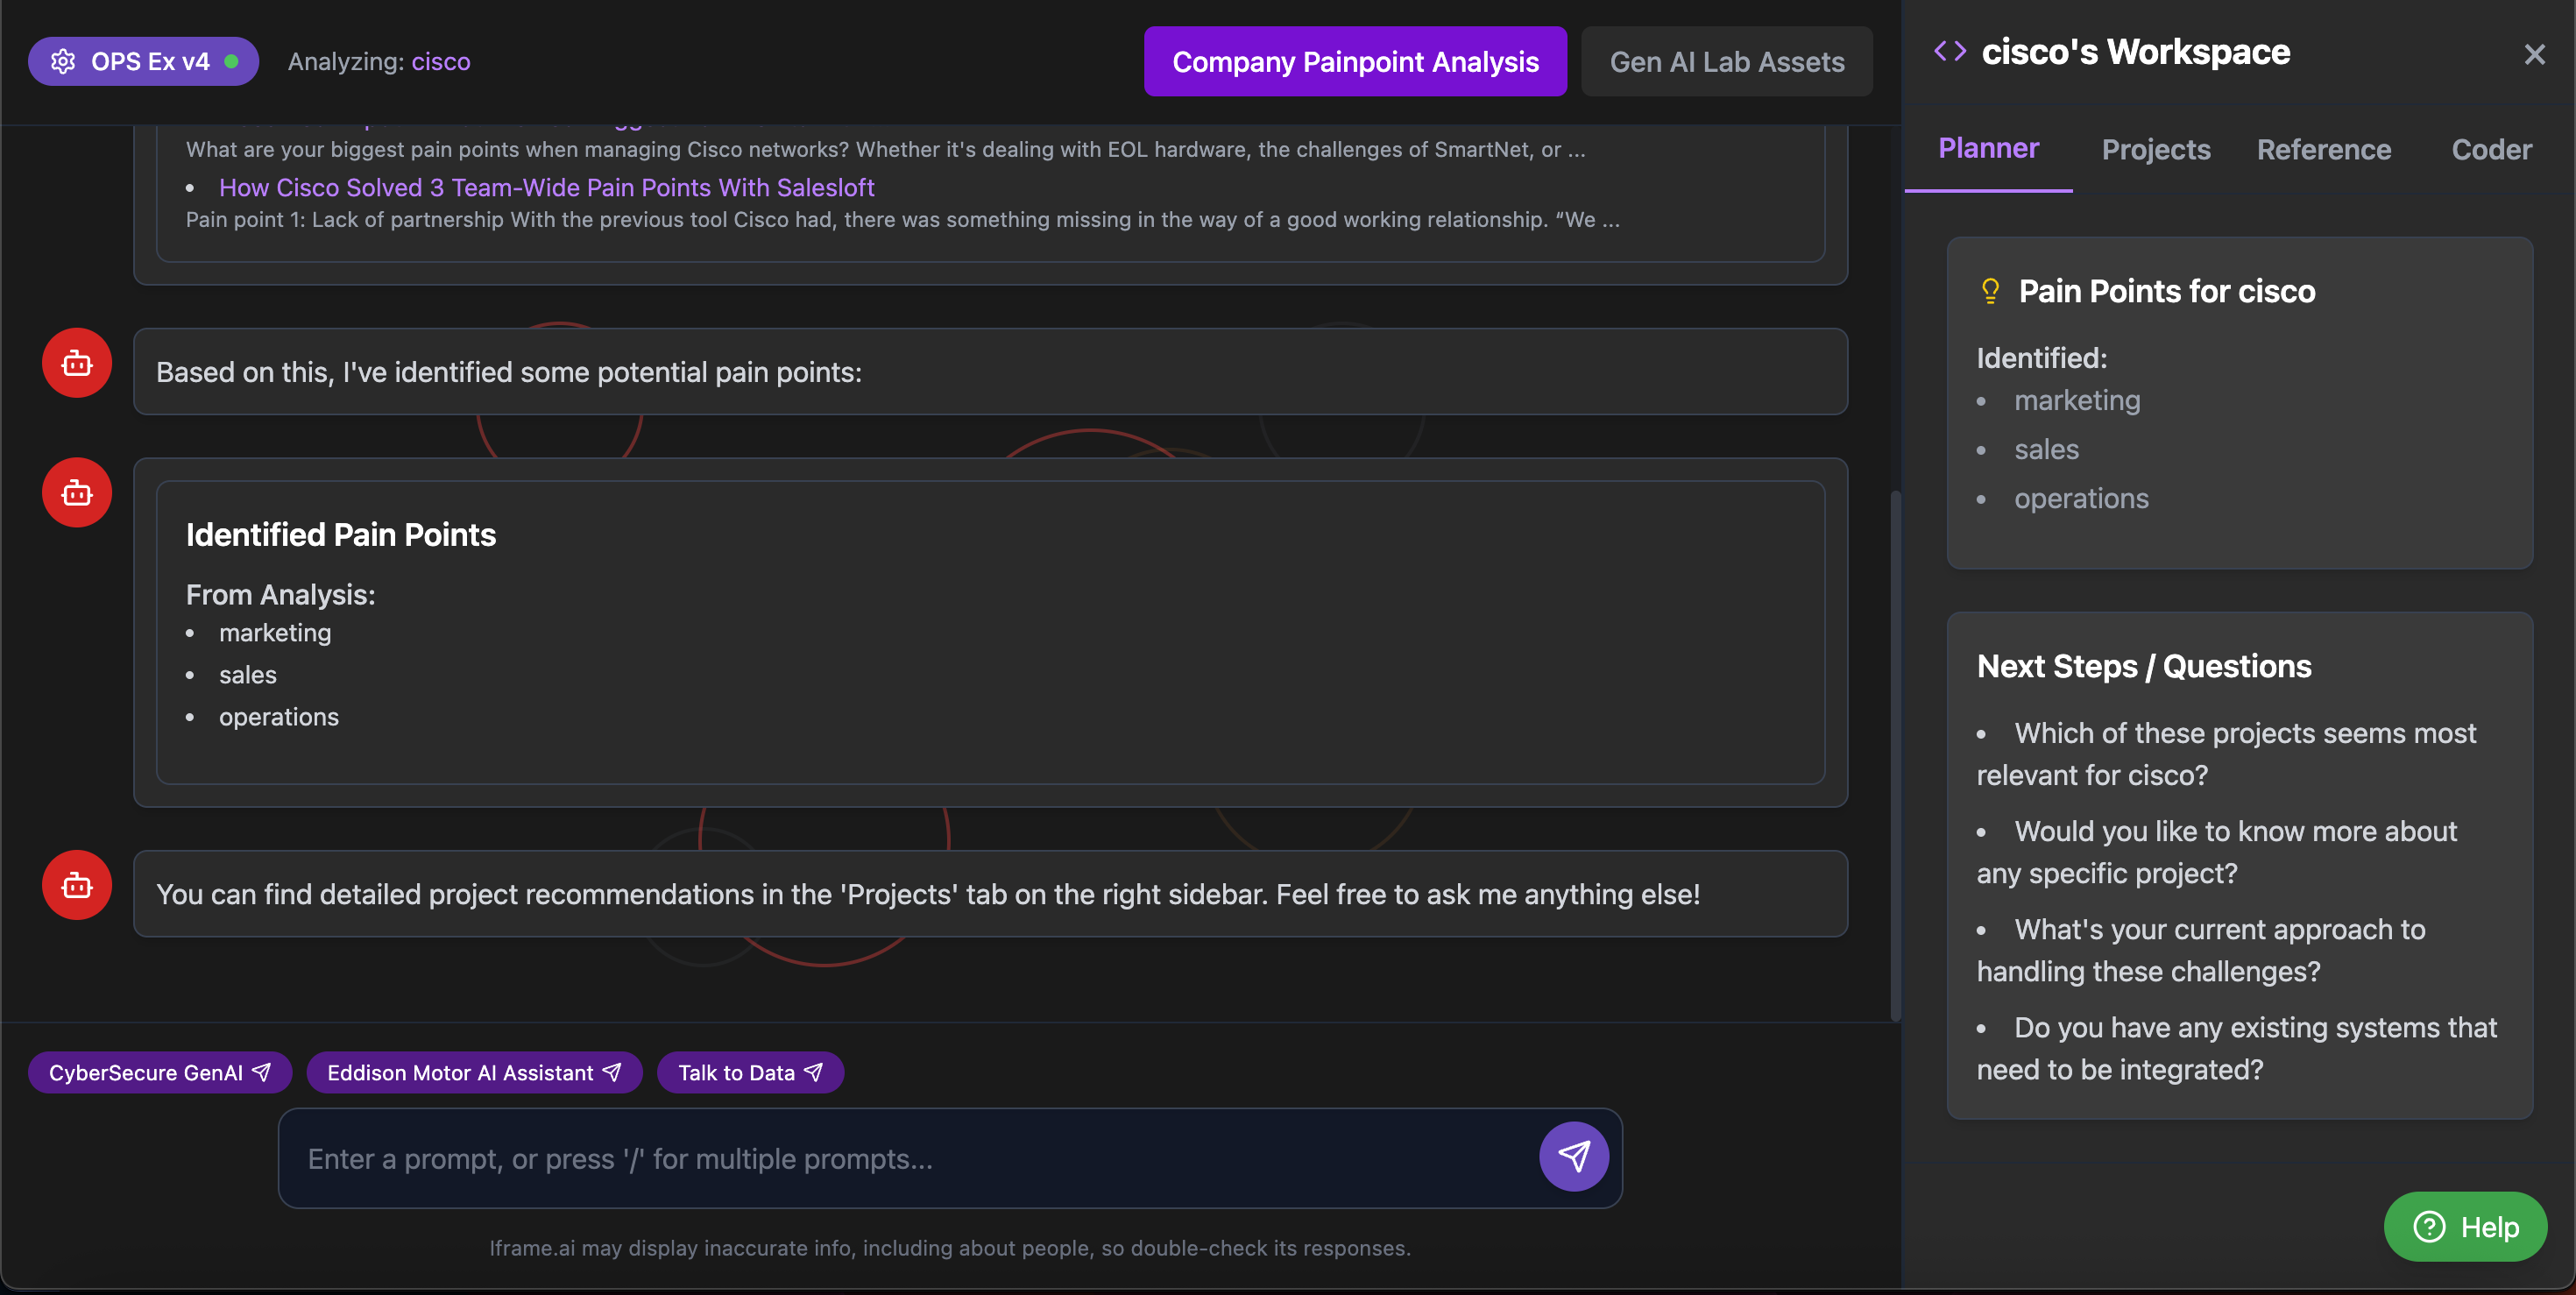 OPS Ex v4
Analyzing: cisco
Company Painpoint Analysis
Gen AI Lab Assets
What are your biggest pain points when managing Cisco networks? Whether it's dealing with EOL hardware, the challenges of SmartNet, or ...
• How Cisco Solved 3 Team-Wide Pain Points With Salesloft
Pain point 1: Lack of partnership With the previous tool Cisco had, there was something missing in the way of a good working relationship. “We ...
Based on this, I've identified some potential pain points:
Identified Pain Points
From Analysis:
• marketing
• sales
• operations
You can find detailed project recommendations in the 'Projects' tab on the right sidebar. Feel free to ask me anything else!
CyberSecure GenAI
Eddison Motor AI Assistant
Talk to Data
Enter a prompt, or press '/' for multiple prompts...
Iframe.ai may display inaccurate info, including about people, so double-check its responses.
cisco's Workspace
Planner
Projects
Reference
Coder
Pain Points for cisco
Identified:
• marketing
• sales
• operations
Next Steps / Questions
• Which of these projects seems most
relevant for cisco?
• Would you like to know more about
any specific project?
• What's your current approach to
handling these challenges?
• Do you have any existing systems that
need to be integrated?
Help